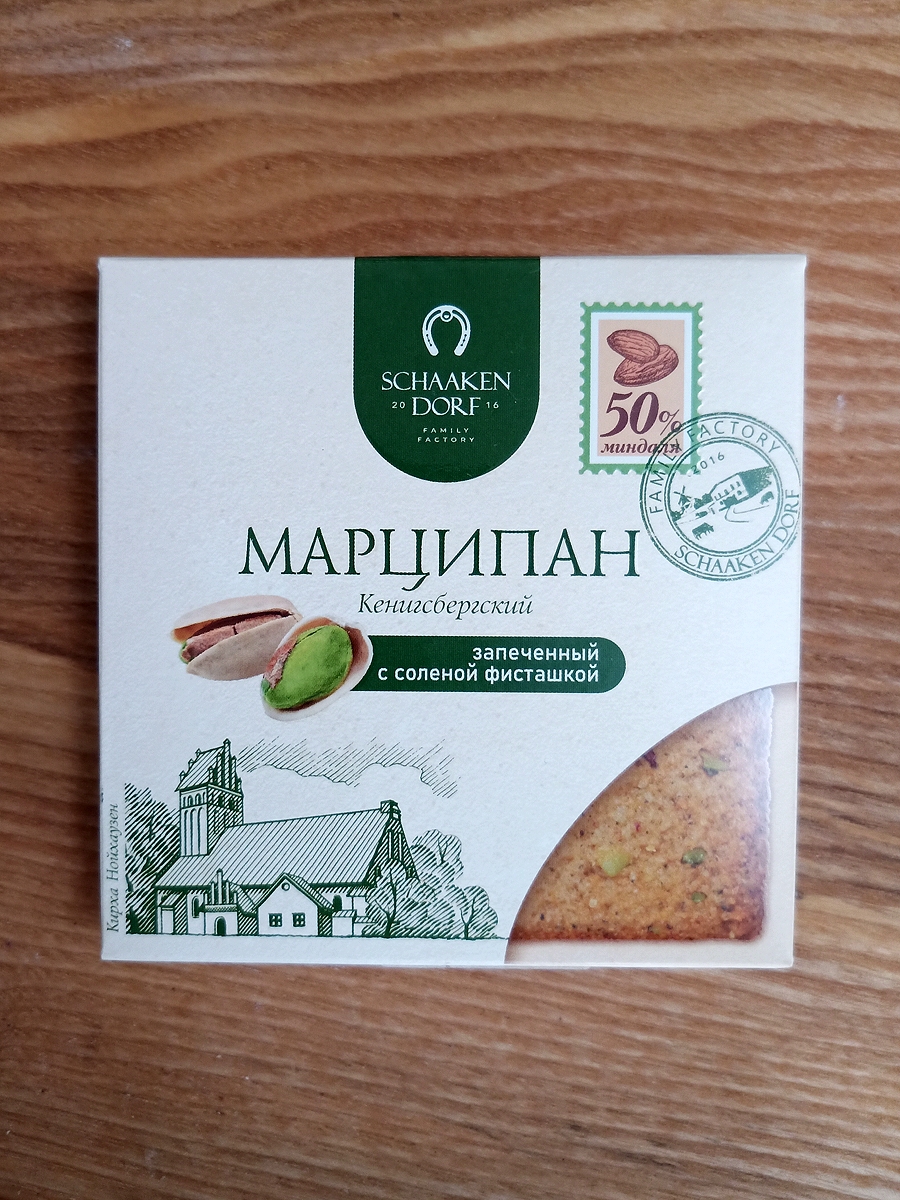 SCHAAKEN
20 DORF 16
FAMILY
FACTORY
50%
миндаля
FAMILY FACTORY
2016
SCHAAKEN DORF
МАРЦИПАН
Кенигсбергский
запеченный
с соленой фисташкой
Кирха Нойхаузен